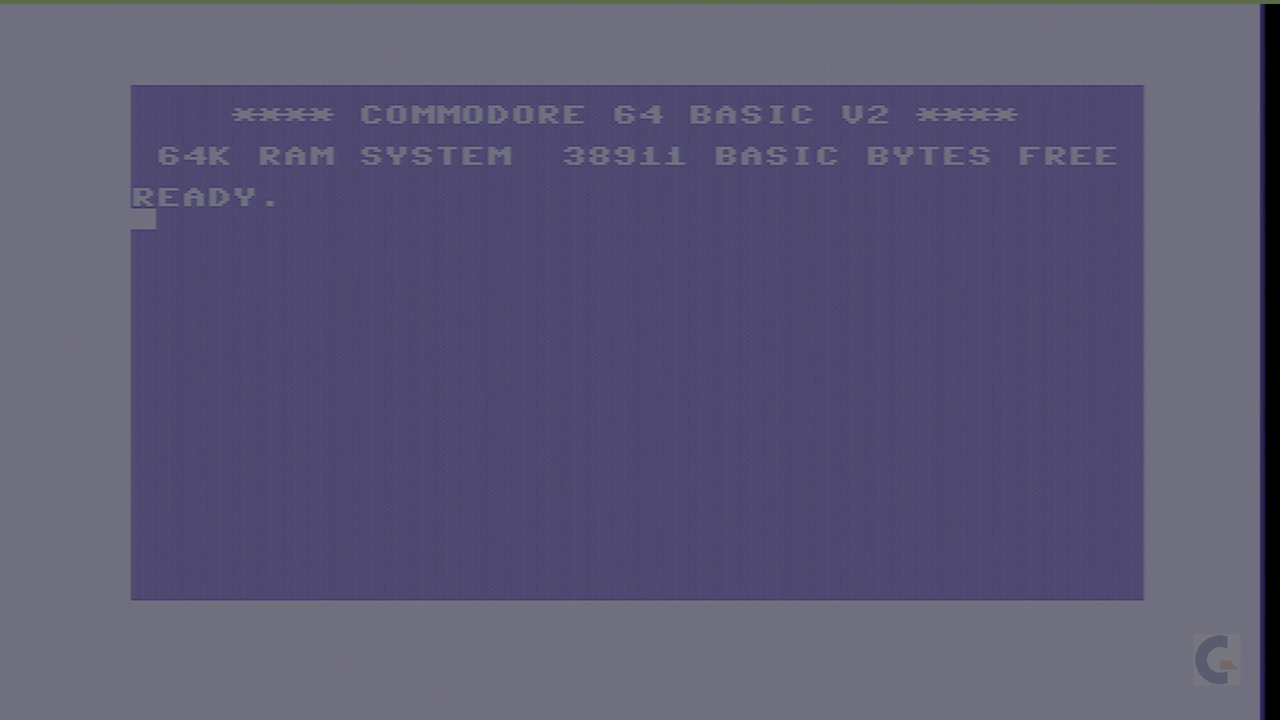 **** COMMODORE 64 BASIC V2 ****
64K RAM SYSTEM  38911 BASIC BYTES FREE
READY.